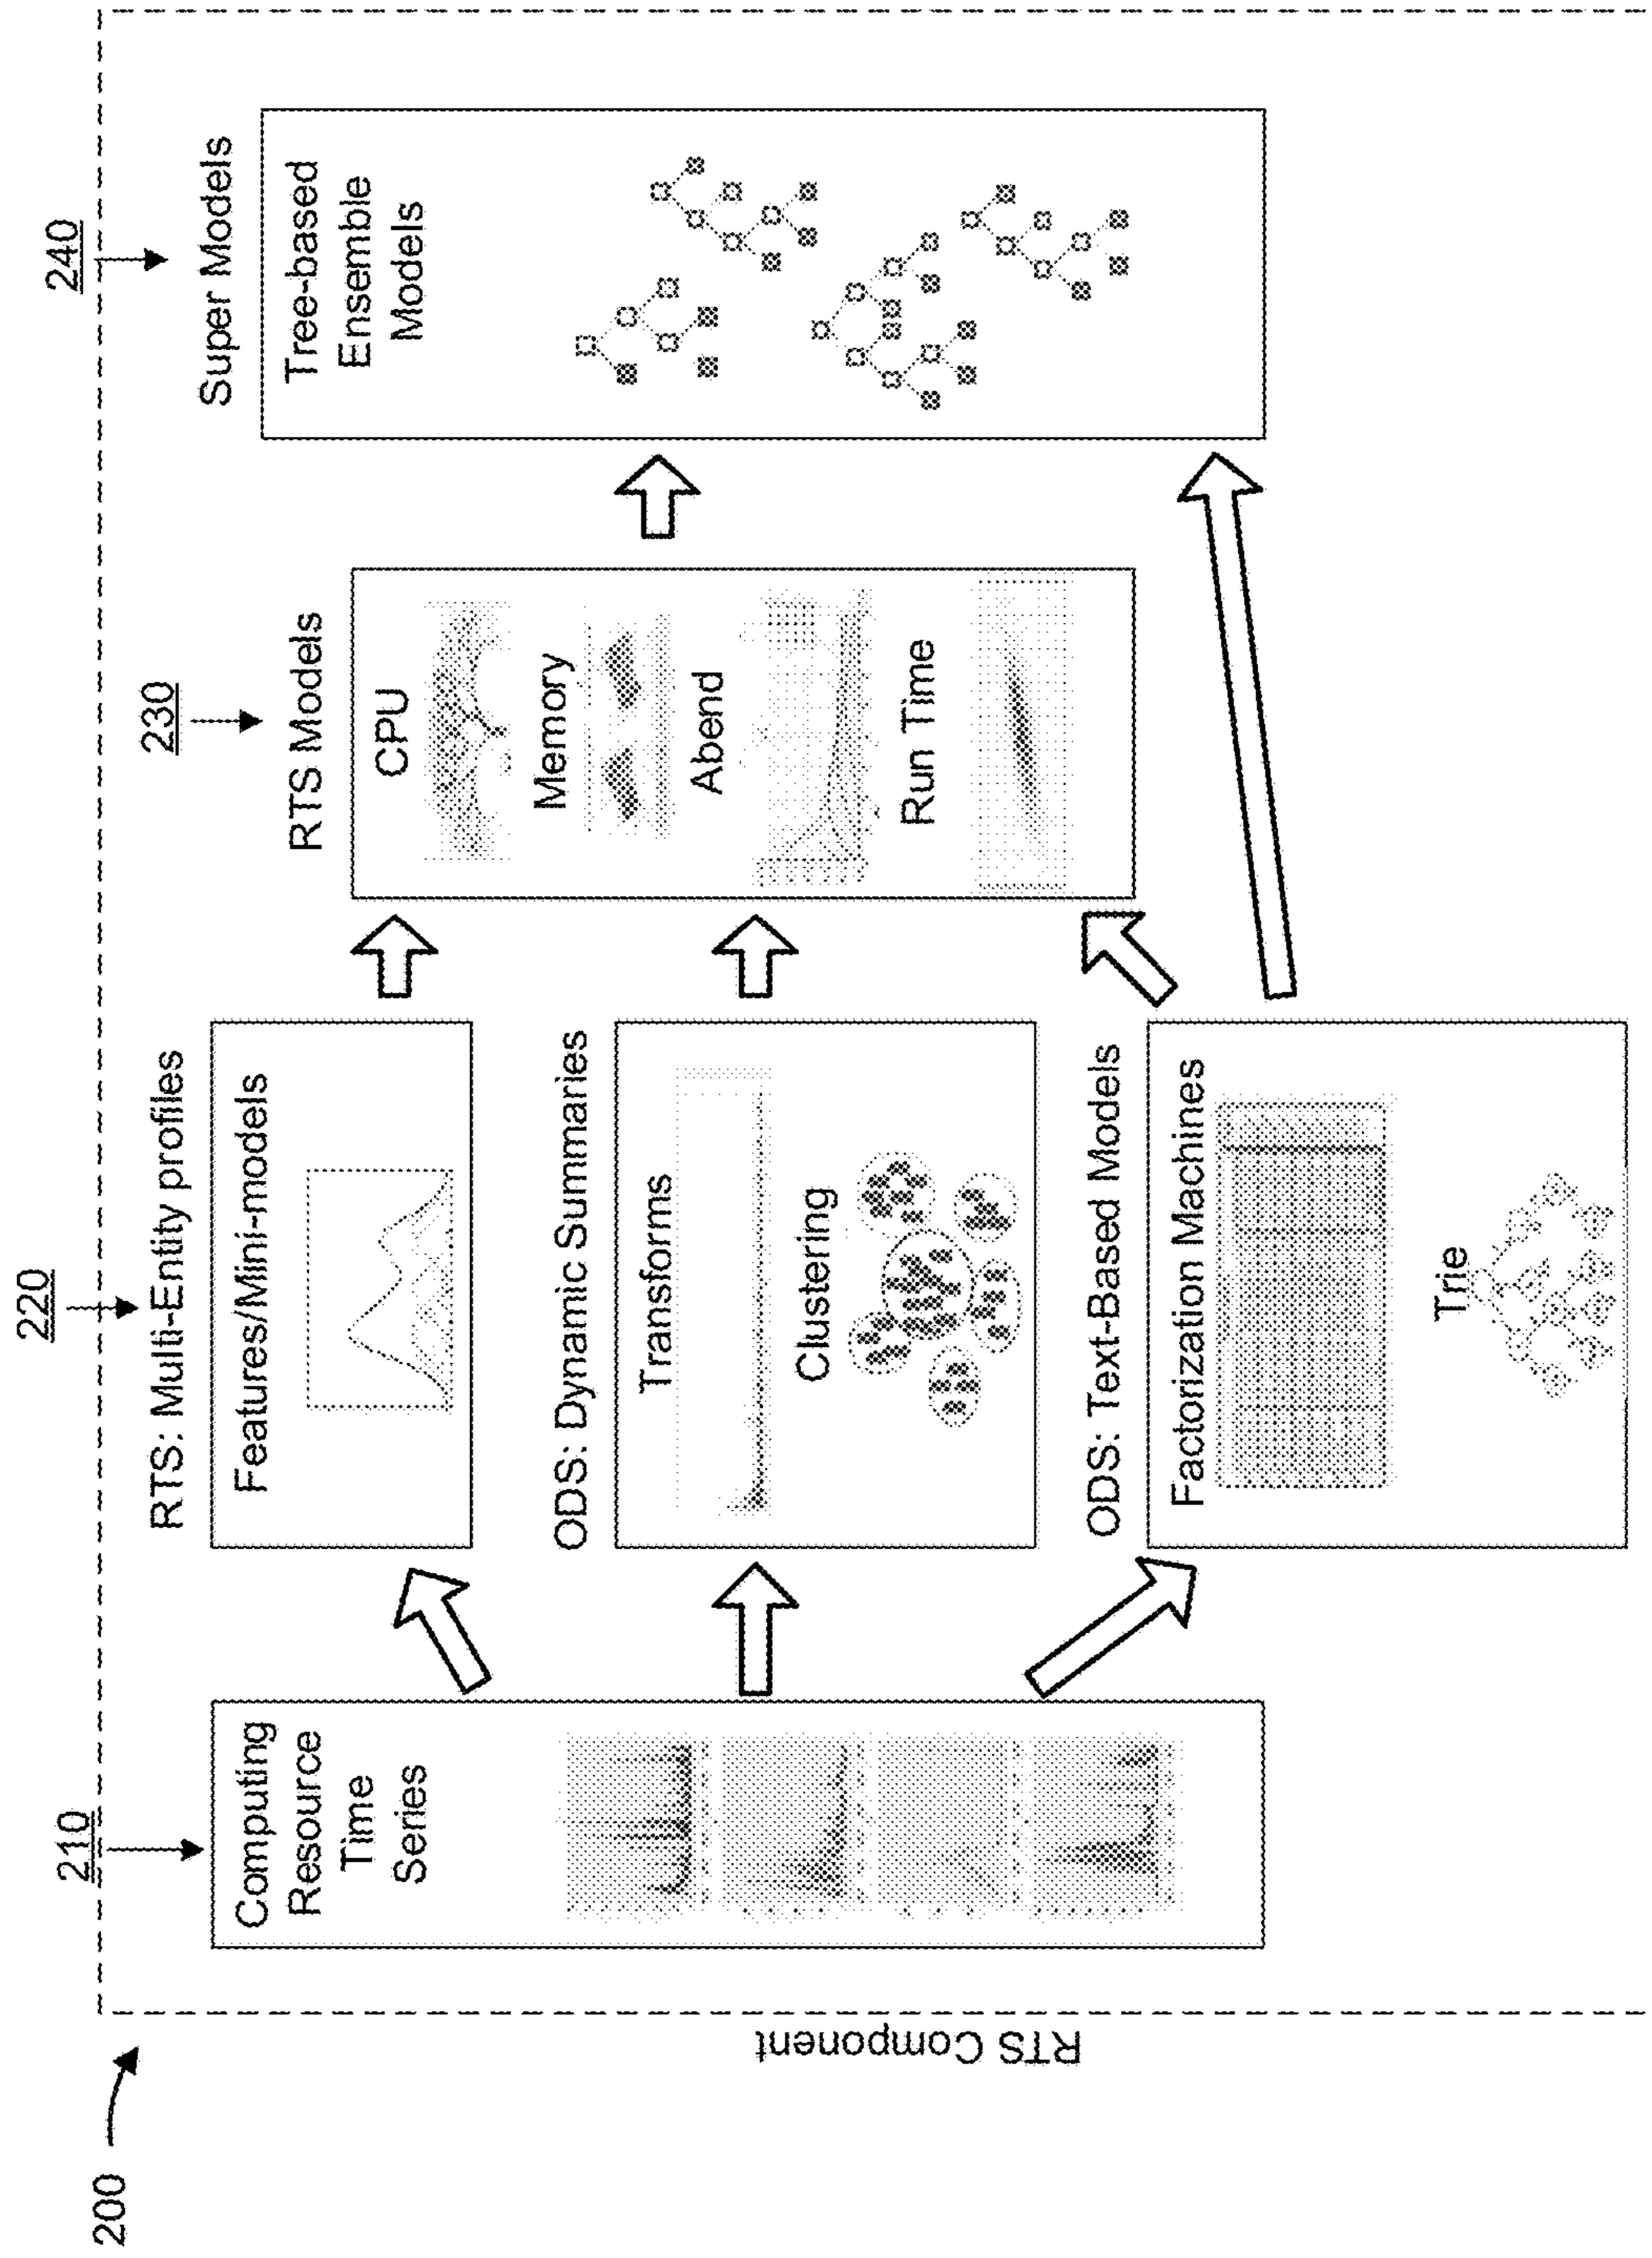 200
RTS Component
210
Computing
Resource
Time
Series
220
RTS: Multi-Entity profiles
Features/Mini-models
ODS: Dynamic Summaries
Transforms
Clustering
ODS: Text-Based Models
Factorization Machines
Trie
230
RTS Models
CPU
Memory
Abend
Run Time
240
Super Models
Tree-based
Ensemble
Models